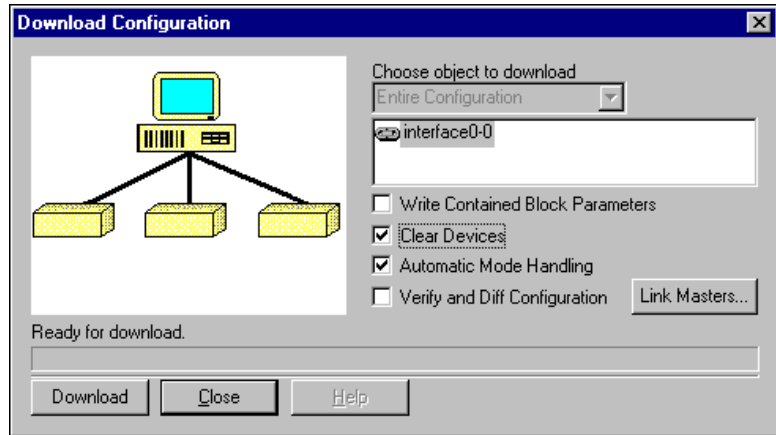 Download Configuration
Choose object to download
Entire Configuration
interface0-0
Write Contained Block Parameters
Clear Devices
Automatic Mode Handling
Verify and Diff Configuration
Link Masters...
Ready for download.
Download
Close
Help